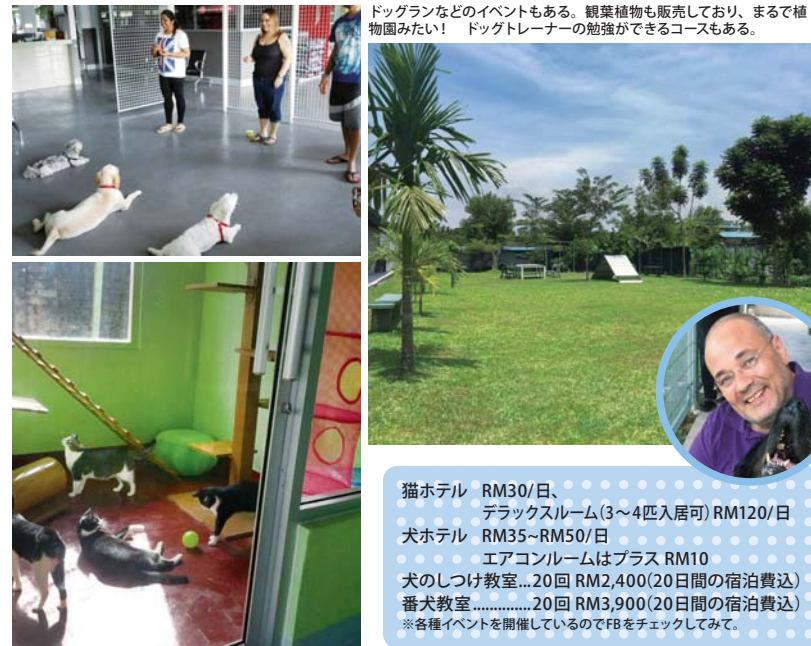 ドッグランなどのイベントもある。観葉植物も販売しており、まるで植
物園みたい！　ドッグトレーナーの勉強ができるコースもある。
猫ホテル　RM30/日、
デラックスルーム（3〜4匹入居可）RM120/日
犬ホテル　RM35~RM50/日
エアコンルームはプラス RM10
犬のしつけ教室...20回 RM2,400（20日間の宿泊費込）
番犬教室..............20回 RM3,900（20日間の宿泊費込）
※各種イベントを開催しているのでFBをチェックしてみて。